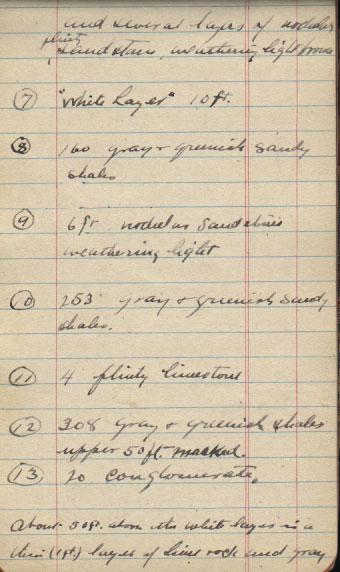 and several layers of nodular
flinty
sandstone, weathering light brown
7 "White Layer" 10 ft.
8 160 gray & greenish sandy
shales
9 6 ft nodular sandstone
weathering light
10 253 gray & greenish sandy
shales.
11 4 flinty limestone
12 308 gray & greenish shales
upper 50 ft. masked.
13. 20 conglomerate.
About 50 ft. above the white layer is a
thin (1 ft.) layer of lime rock and gray